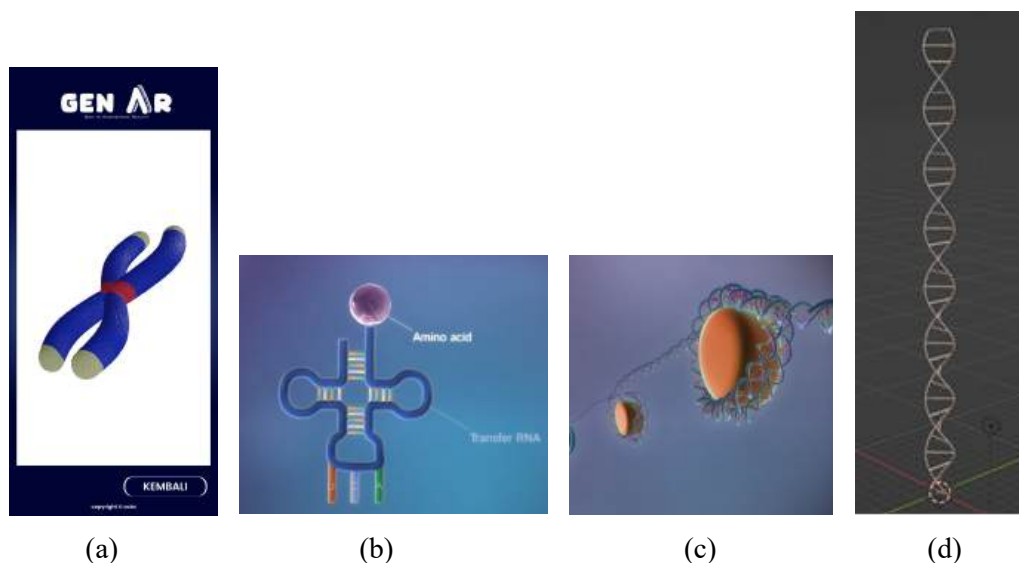 GEN AR
KEMBALI
Amino acid
Transfer RNA
(a)
(b)
(c)
(d)